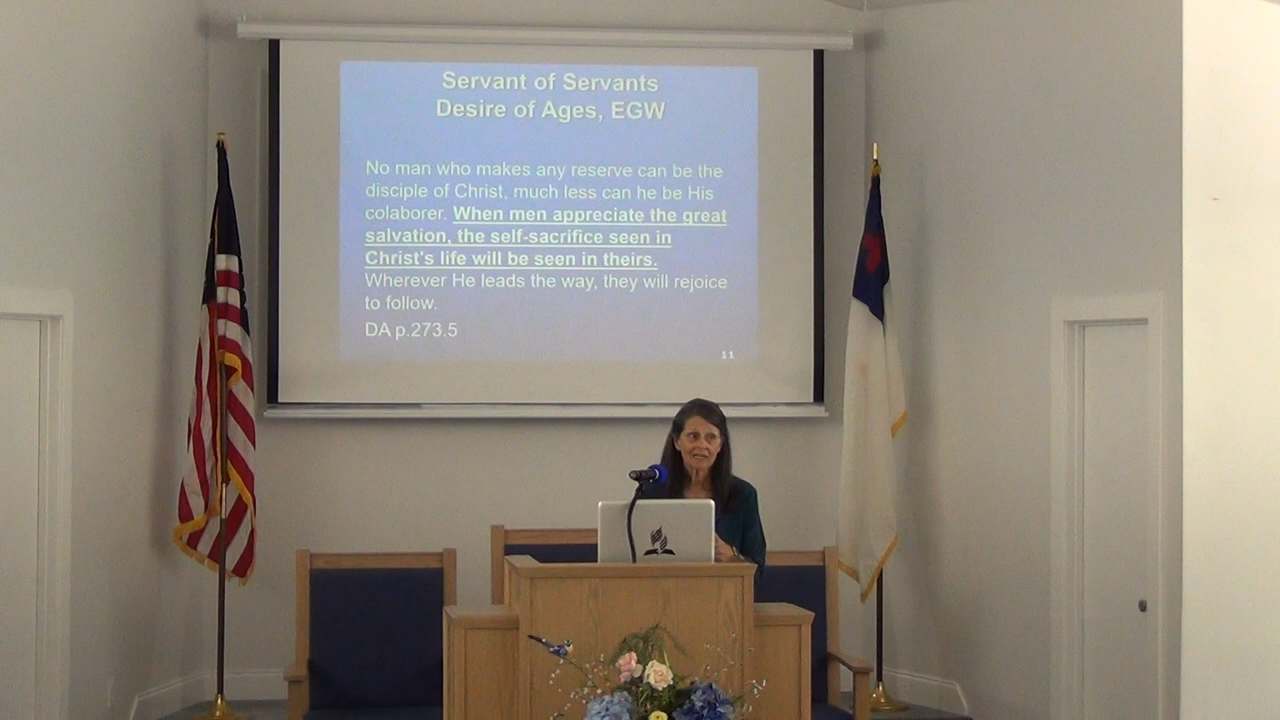 Servant of Servants
Desire of Ages, EGW
No man who makes any reserve can be the
disciple of Christ, much less can he be His
colaborer. When men appreciate the great
salvation, the self-sacrifice seen in
Christ's life will be seen in theirs.
Wherever He leads the way, they will rejoice
to follow.
DA p.273.5
11